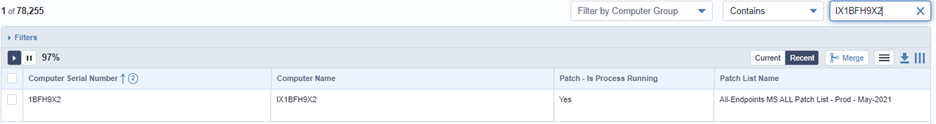 1 of 78,255 Filter by Computer Group Contains IX1BFH9X2
Filters
97% Current Recent Merge
Computer Serial Number 2 Computer Name Patch - Is Process Running Patch List Name
1BFH9X2 IX1BFH9X2 Yes All-Endpoints MS ALL Patch List - Prod - May-2021